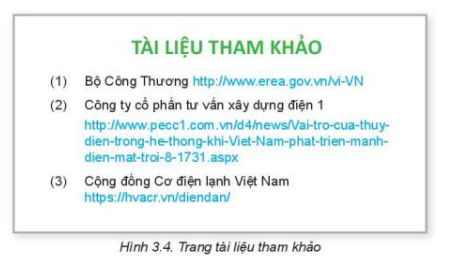 TÀI LIỆU THAM KHẢO
(1) Bộ Công Thương http://www.erea.gov.vn/vi-VN
(2) Công ty cổ phần tư vấn xây dựng điện 1
http://www.pecc1.com.vn/d4/news/Vai-tro-cua-thuy-
dien-trong-he-thong-khi-Viet-Nam-phat-trien-manh-
dien-mat-troi-8-1731.aspx
(3) Cộng đồng Cơ điện lạnh Việt Nam
https://hvacr.vn/diendan/
Hình 3.4. Trang tài liệu tham khảo